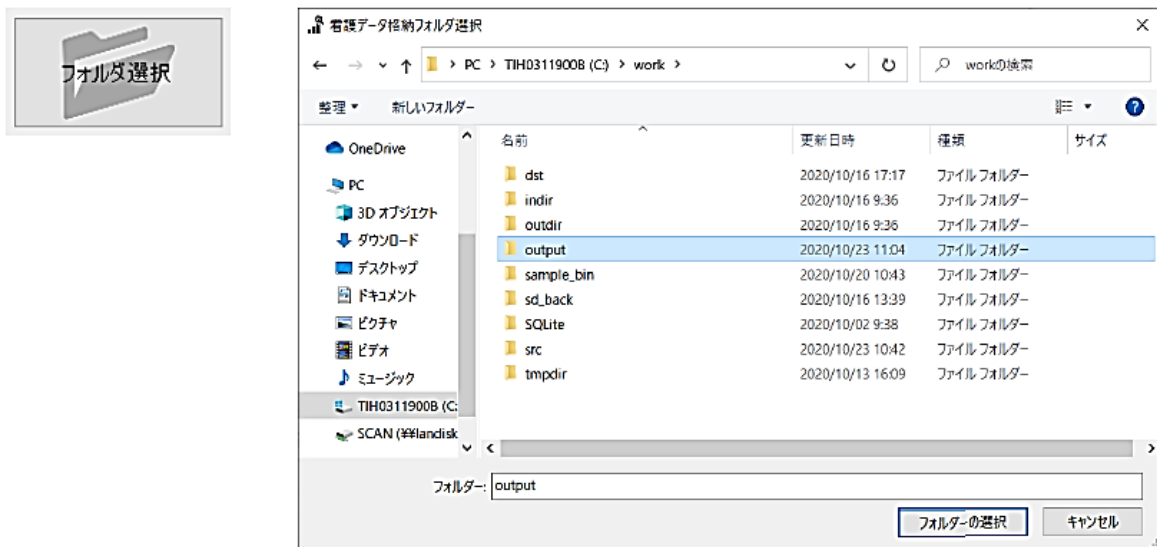 フォルダ選択
看護データ格納フォルダ選択
PC > TIH0311900B (C:) > work >
workの検索
整理 新しいフォルダー
名前 更新日時 種類 サイズ
OneDrive
PC
3D オブジェクト
ダウンロード
デスクトップ
ドキュメント
ピクチャ
ビデオ
ミュージック
TIH0311900B (C:
SCAN (¥¥landisk
dst 2020/10/16 17:17 ファイル フォルダー
indir 2020/10/16 9:36 ファイル フォルダー
outdir 2020/10/16 9:36 ファイル フォルダー
output 2020/10/23 11:04 ファイル フォルダー
sample_bin 2020/10/20 10:43 ファイル フォルダー
sd_back 2020/10/16 13:39 ファイル フォルダー
SQLite 2020/10/02 9:38 ファイル フォルダー
src 2020/10/23 10:42 ファイル フォルダー
tmpdir 2020/10/13 16:09 ファイル フォルダー
フォルダー: output
フォルダーの選択 キャンセル